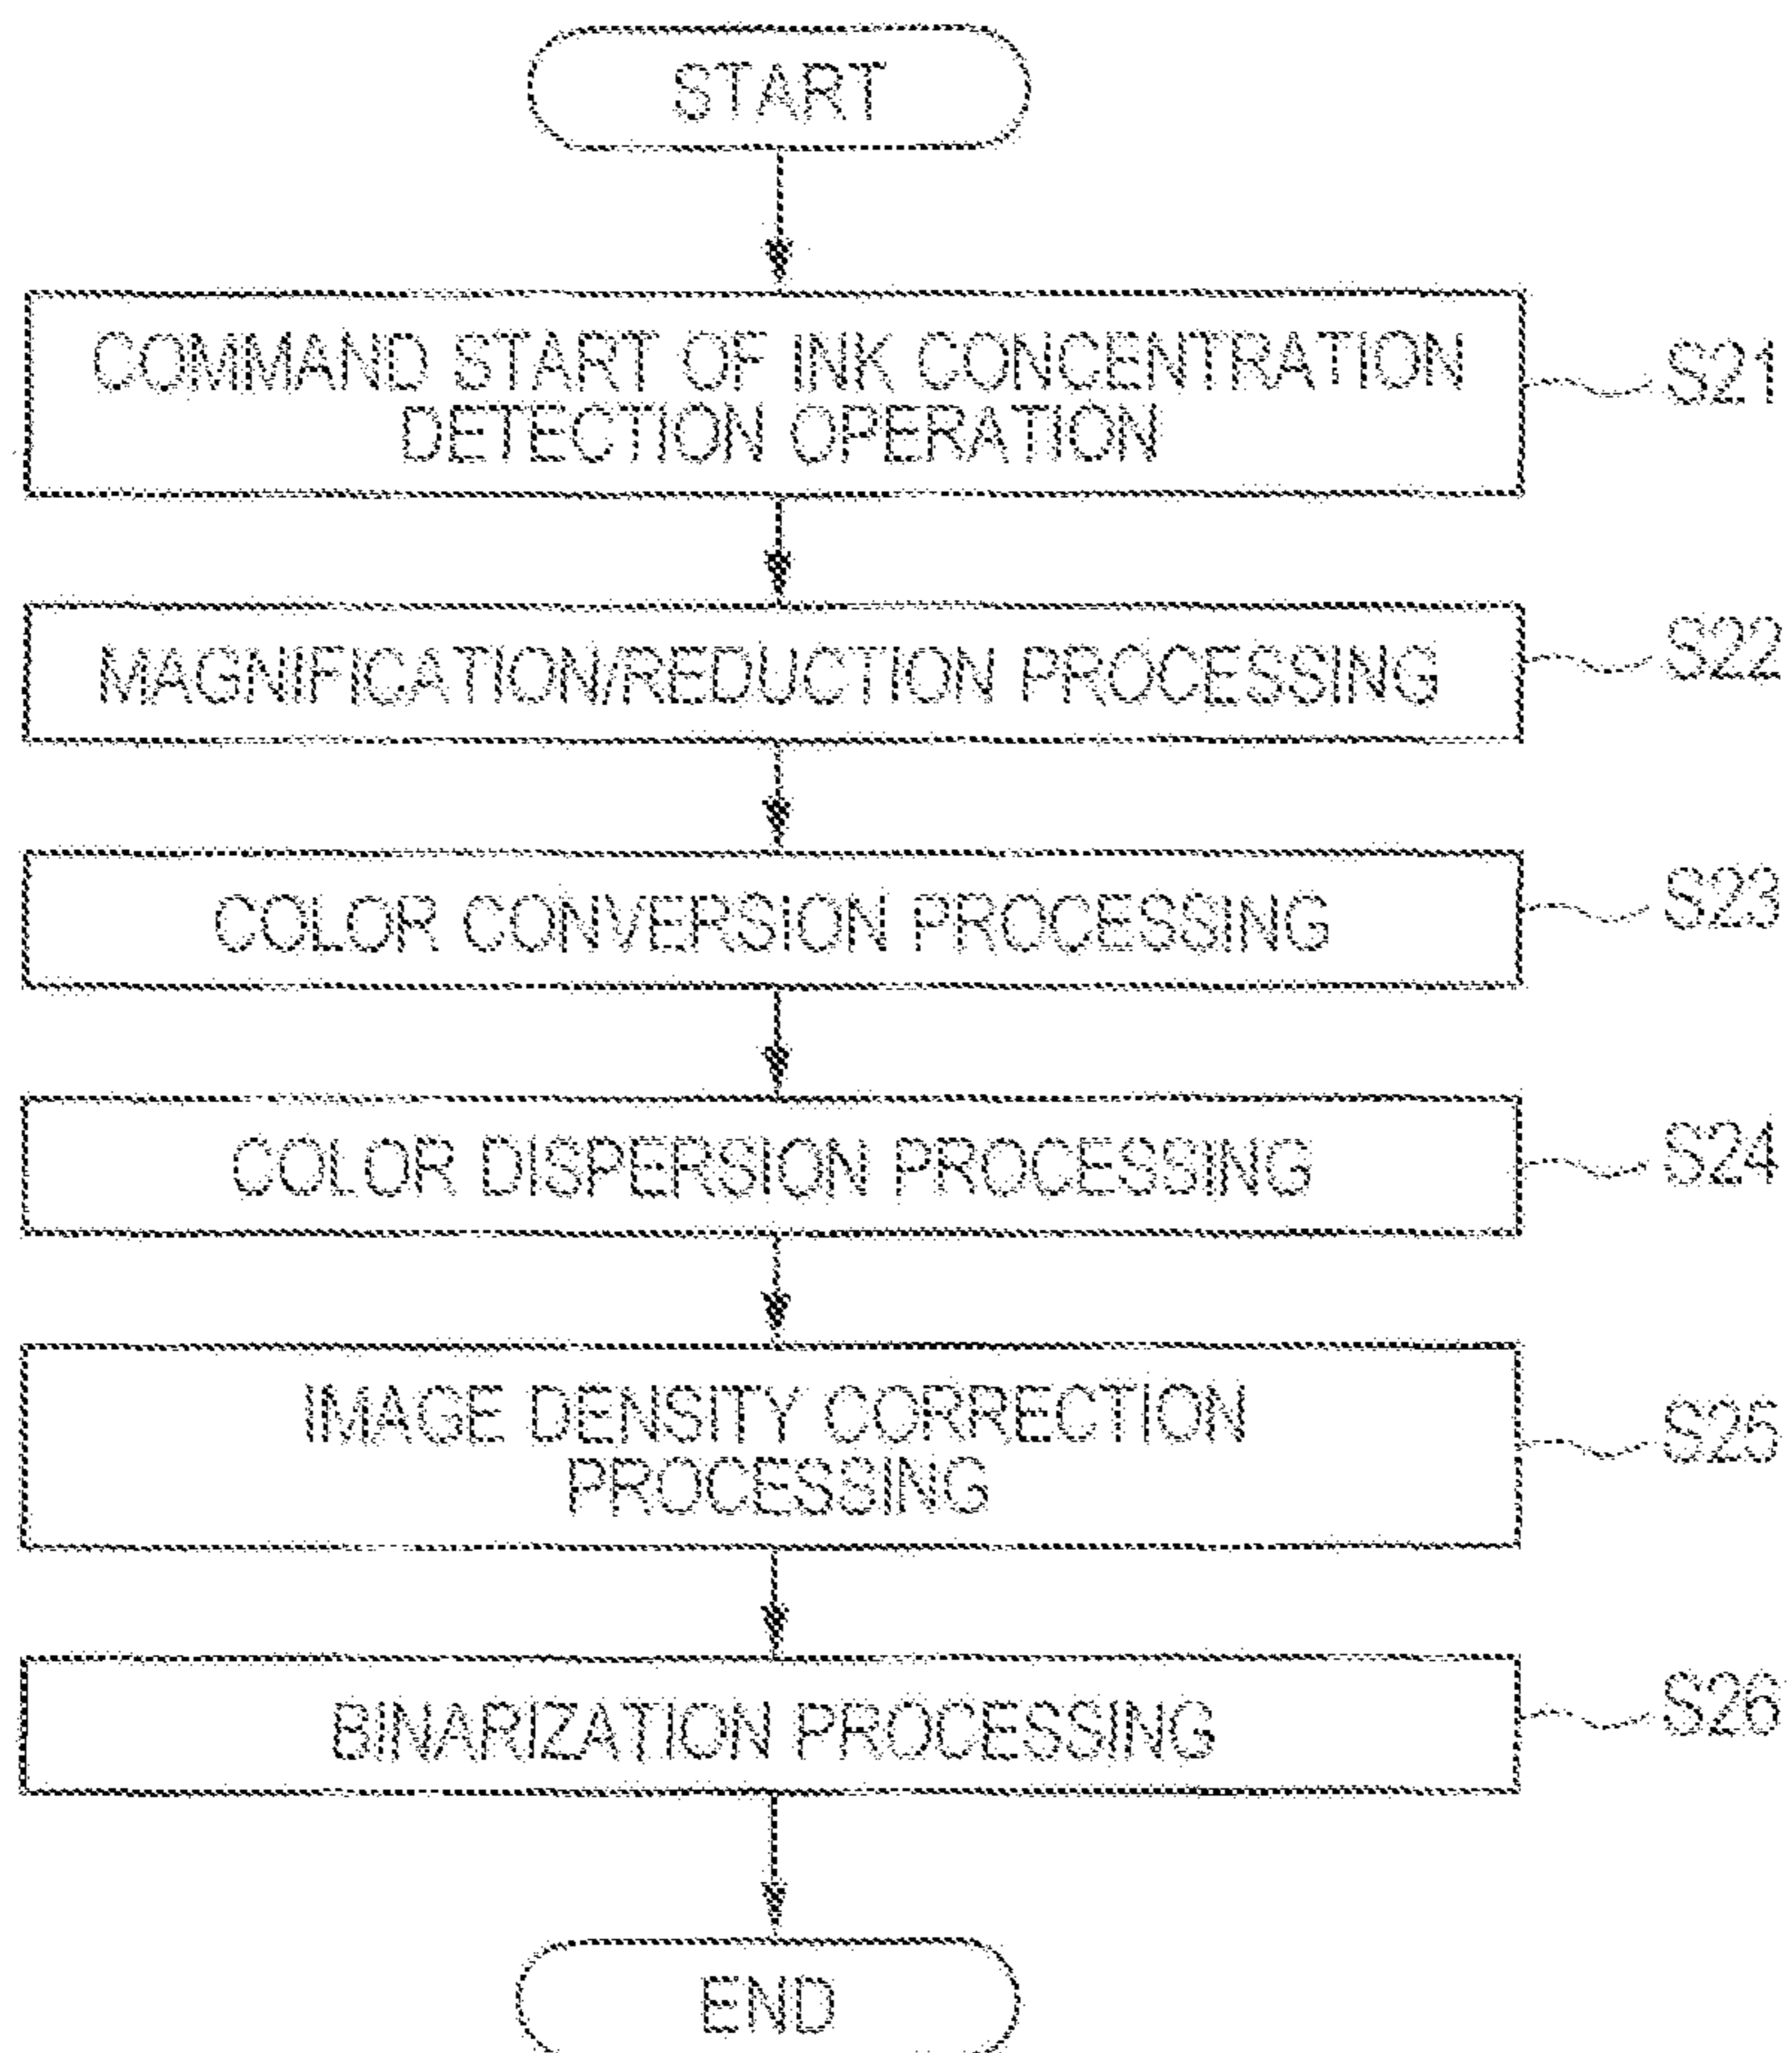 START
COMMAND START OF INK CONCENTRATION
DETECTION OPERATION
S21
MAGNIFICATION/REDUCTION PROCESSING
S22
COLOR CONVERSION PROCESSING
S23
COLOR DISPERSION PROCESSING
S24
IMAGE DENSITY CORRECTION
PROCESSING
S25
BINARIZATION PROCESSING
S26
END